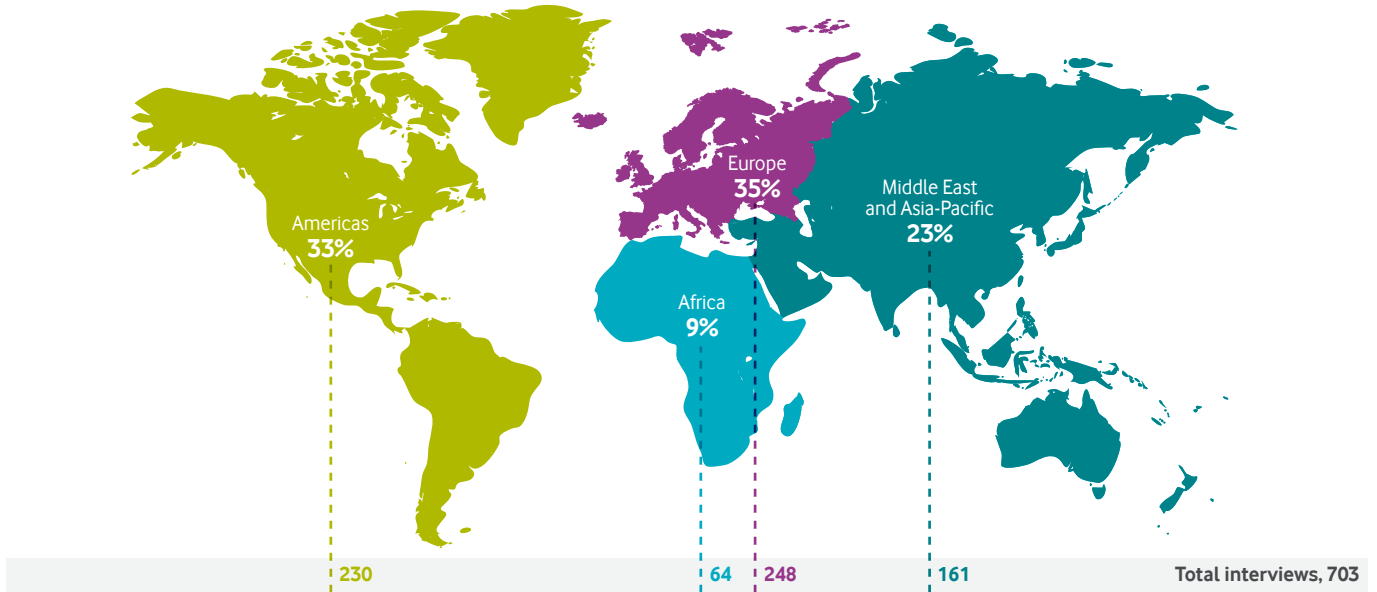 Americas
33%
Europe
35%
Middle East
and Asia-Pacific
23%
Africa
9%
230
64
248
161
Total interviews, 703